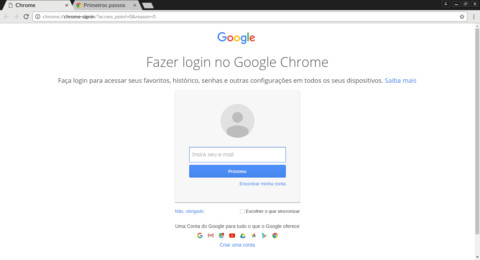 Chrome
Primeiros passos
chrome://chrome-signin/?access_point=0&reason=0
Google
Fazer login no Google Chrome
Faça login para acessar seus favoritos, histórico, senhas e outras configurações em todos os seus dispositivos. Saiba mais
Insira seu e-mail
Próximo
Encontrar minha conta
Não, obrigado
Escolher o que sincronizar
Uma Conta do Google para tudo o que o Google oferece
Criar uma conta